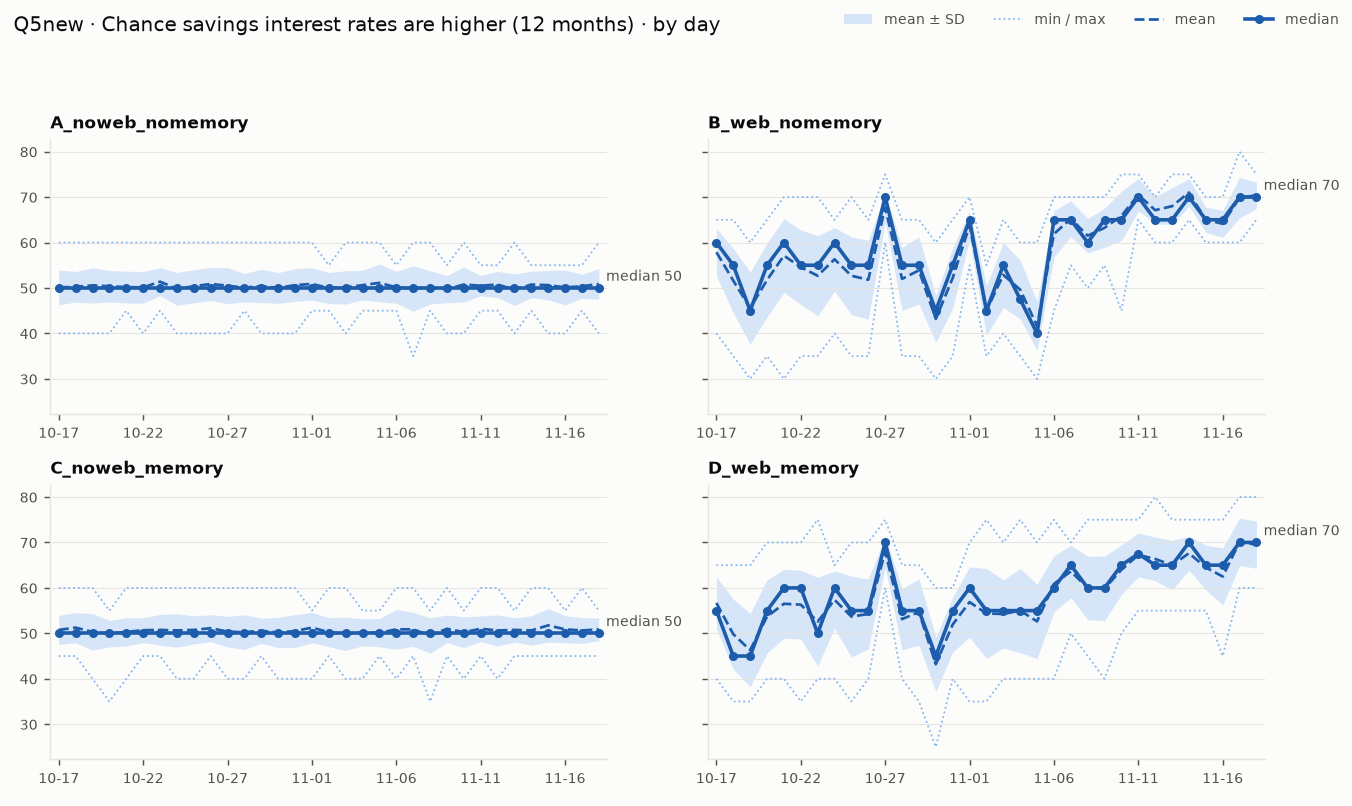 Q5new · Chance savings interest rates are higher (12 months) · by day
mean ± SD min / max mean median
A_noweb_nomemory
80
70
60
50
40
30
median 50
10-17 10-22 10-27 11-01 11-06 11-11 11-16
B_web_nomemory
median 70
10-17 10-22 10-27 11-01 11-06 11-11 11-16
C_noweb_memory
80
70
60
50
40
30
median 50
10-17 10-22 10-27 11-01 11-06 11-11 11-16
D_web_memory
median 70
10-17 10-22 10-27 11-01 11-06 11-11 11-16